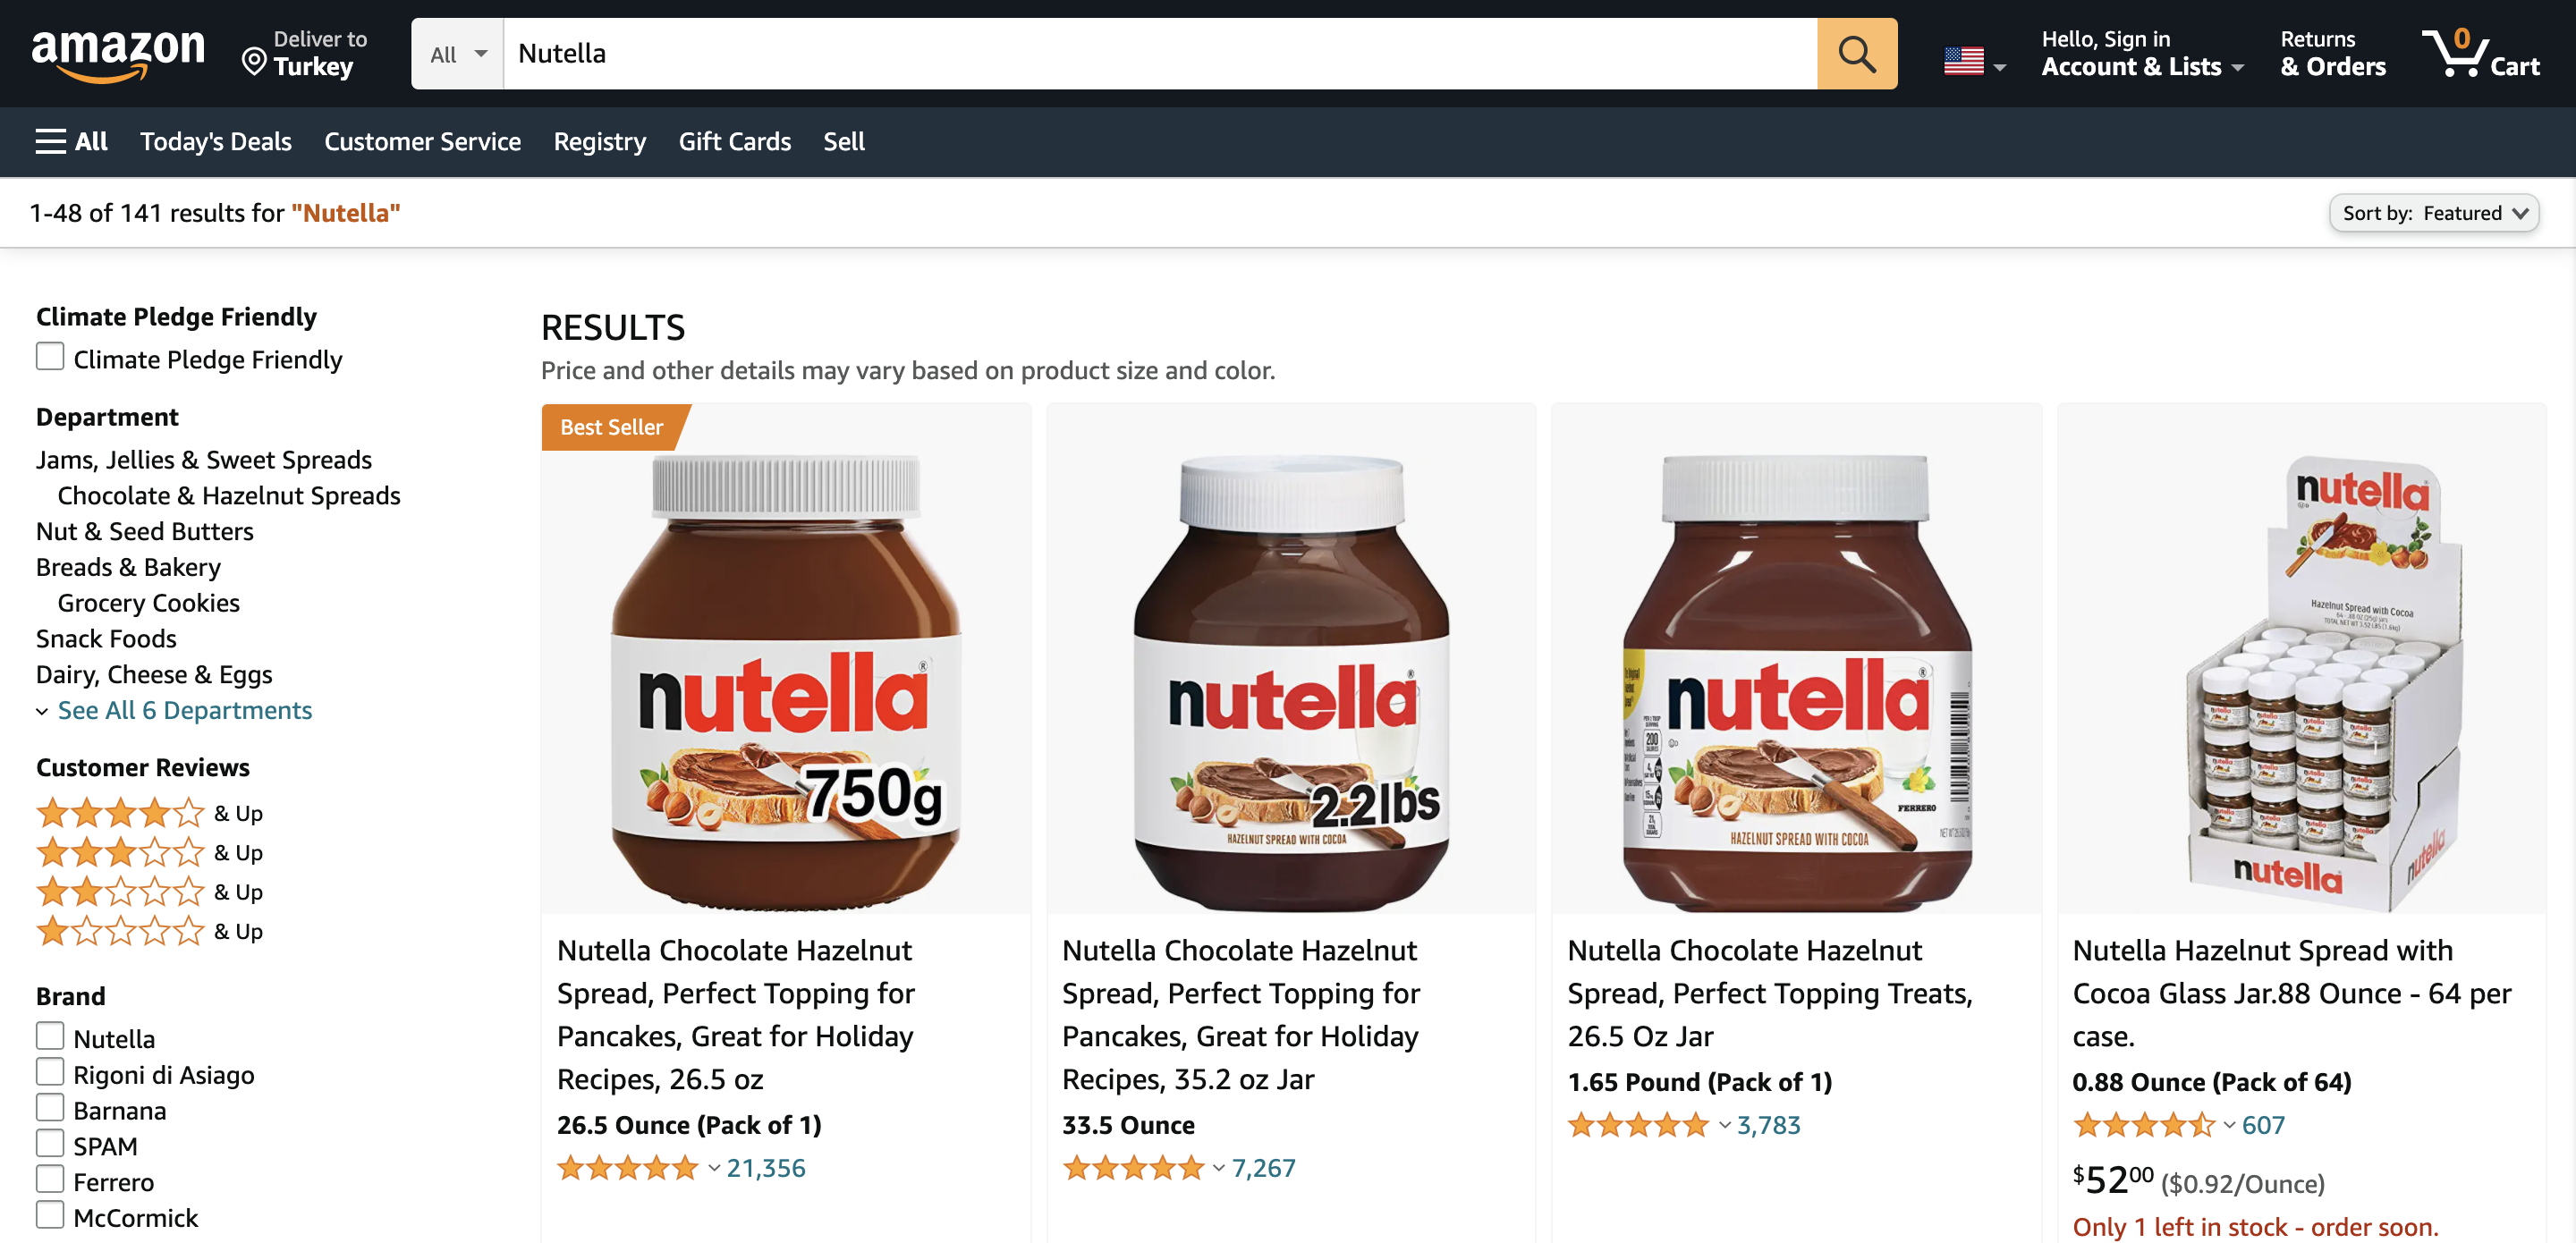 amazon
Deliver to
Turkey
All
Nutella
Hello, Sign in
Account & Lists
Returns
& Orders
0
Cart
All
Today's Deals
Customer Service
Registry
Gift Cards
Sell
1-48 of 141 results for "Nutella"
Sort by: Featured
Climate Pledge Friendly
Climate Pledge Friendly
Department
Jams, Jellies & Sweet Spreads
Chocolate & Hazelnut Spreads
Nut & Seed Butters
Breads & Bakery
Grocery Cookies
Snack Foods
Dairy, Cheese & Eggs
See All 6 Departments
Customer Reviews
& Up
& Up
& Up
& Up
Brand
Nutella
Rigoni di Asiago
Barnana
SPAM
Ferrero
McCormick
RESULTS
Price and other details may vary based on product size and color.
Best Seller
nutella®
750g
Nutella Chocolate Hazelnut
Spread, Perfect Topping for
Pancakes, Great for Holiday
Recipes, 26.5 oz
26.5 Ounce (Pack of 1)
21,356
nutella®
2.2lbs
HAZELNUT SPREAD WITH COCOA
Nutella Chocolate Hazelnut
Spread, Perfect Topping for
Pancakes, Great for Holiday
Recipes, 35.2 oz Jar
33.5 Ounce
7,267
nutella®
200
FERRERO
HAZELNUT SPREAD WITH COCOA
Nutella Chocolate Hazelnut
Spread, Perfect Topping Treats,
26.5 Oz Jar
1.65 Pound (Pack of 1)
3,783
nutella
Hazelnut Spread with Cocoa
nutella
nutella
Nutella Hazelnut Spread with
Cocoa Glass Jar.88 Ounce - 64 per
case.
0.88 Ounce (Pack of 64)
607
$5200 ($0.92/Ounce)
Only 1 left in stock - order soon.